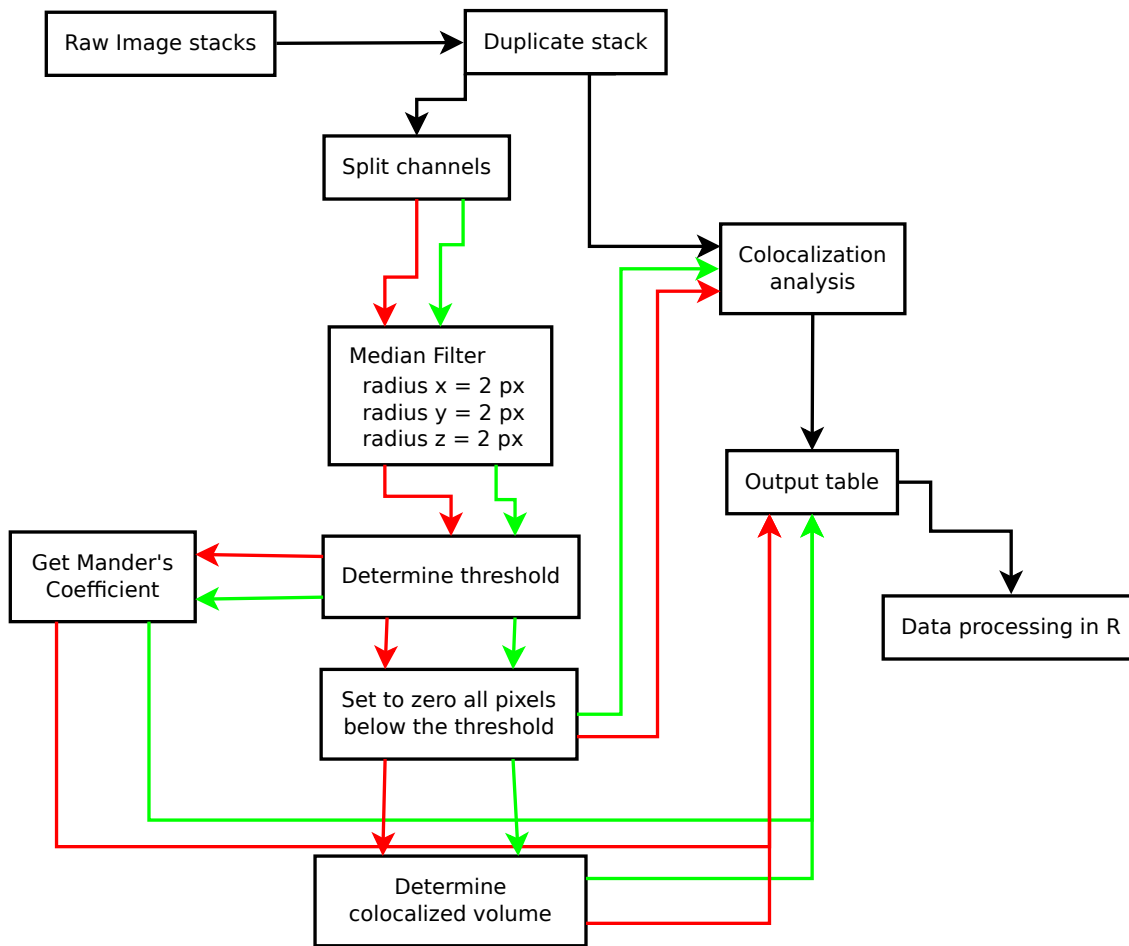 Raw Image stacks
Duplicate stack
Split channels
Colocalization
analysis
Median Filter
radius x = 2 px
radius y = 2 px
radius z = 2 px
Output table
Get Mander's
Coefficient
Determine threshold
Data processing in R
Set to zero all pixels
below the threshold
Determine
colocalized volume